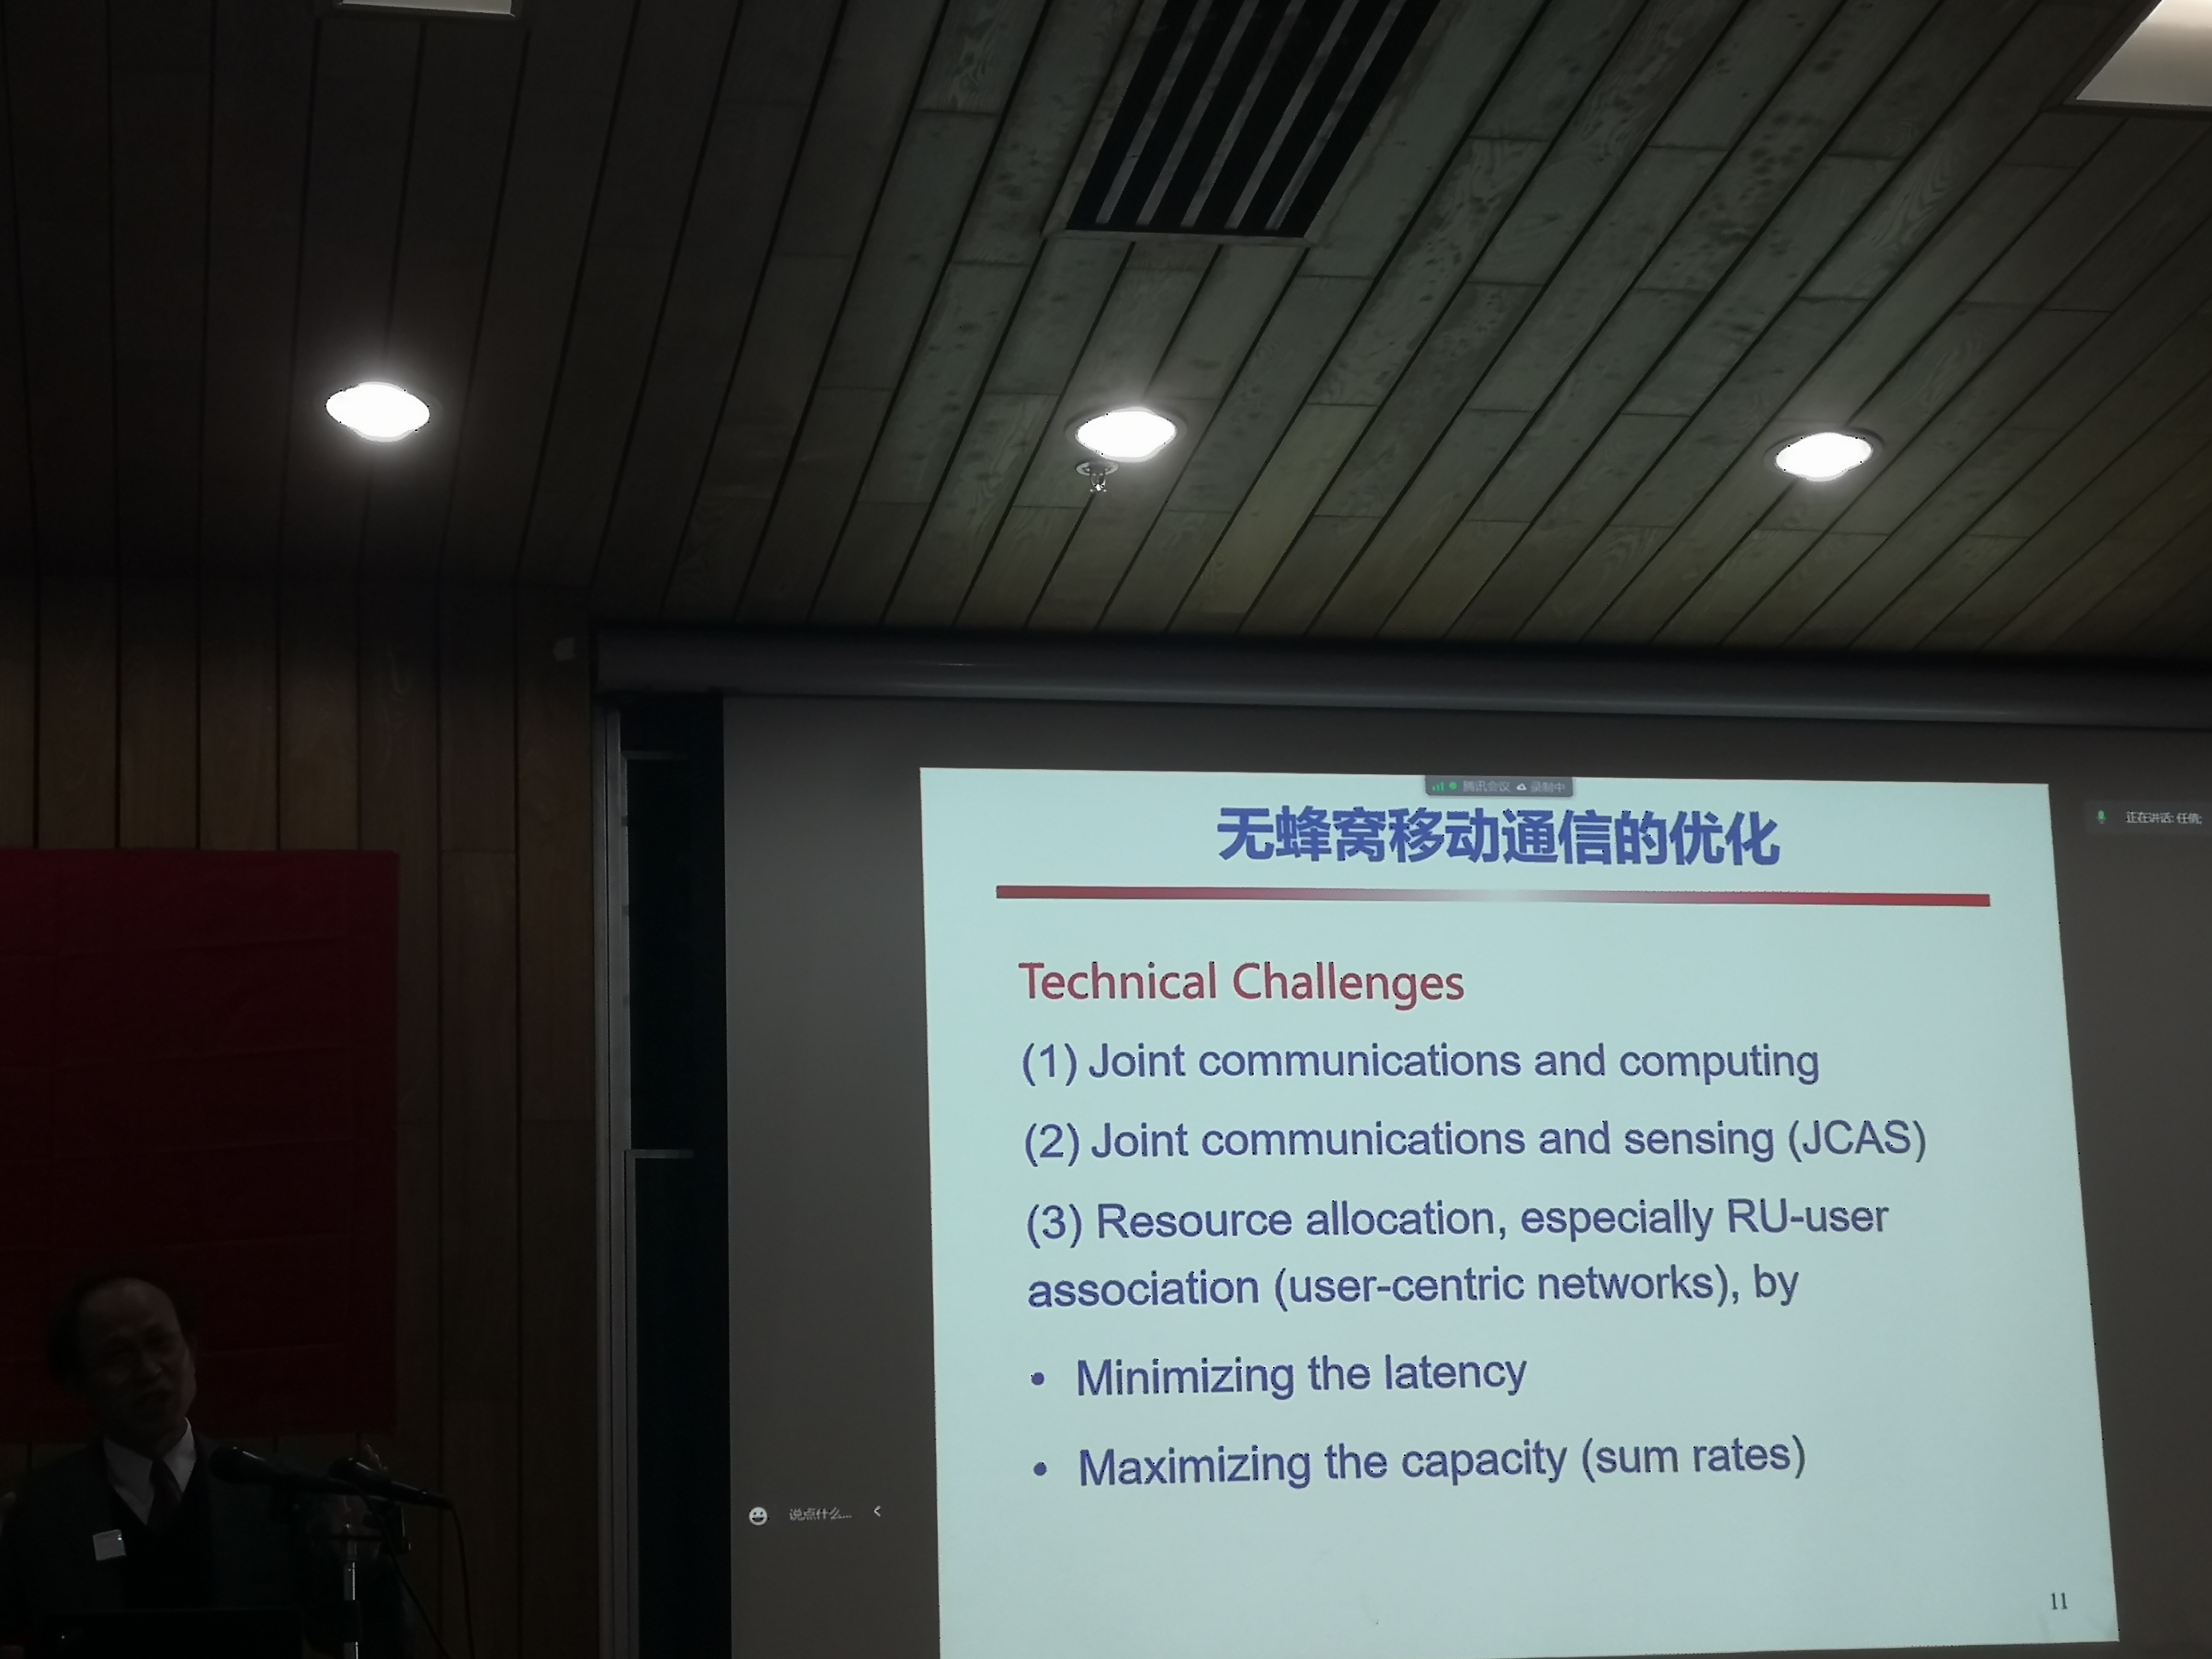 腾讯会议 录制中
无蜂窝移动通信的优化
正在讲话: 任倩;
Technical Challenges
(1) Joint communications and computing
(2) Joint communications and sensing (JCAS)
(3) Resource allocation, especially RU-user
association (user-centric networks), by
• Minimizing the latency
• Maximizing the capacity (sum rates)
说点什么...
11